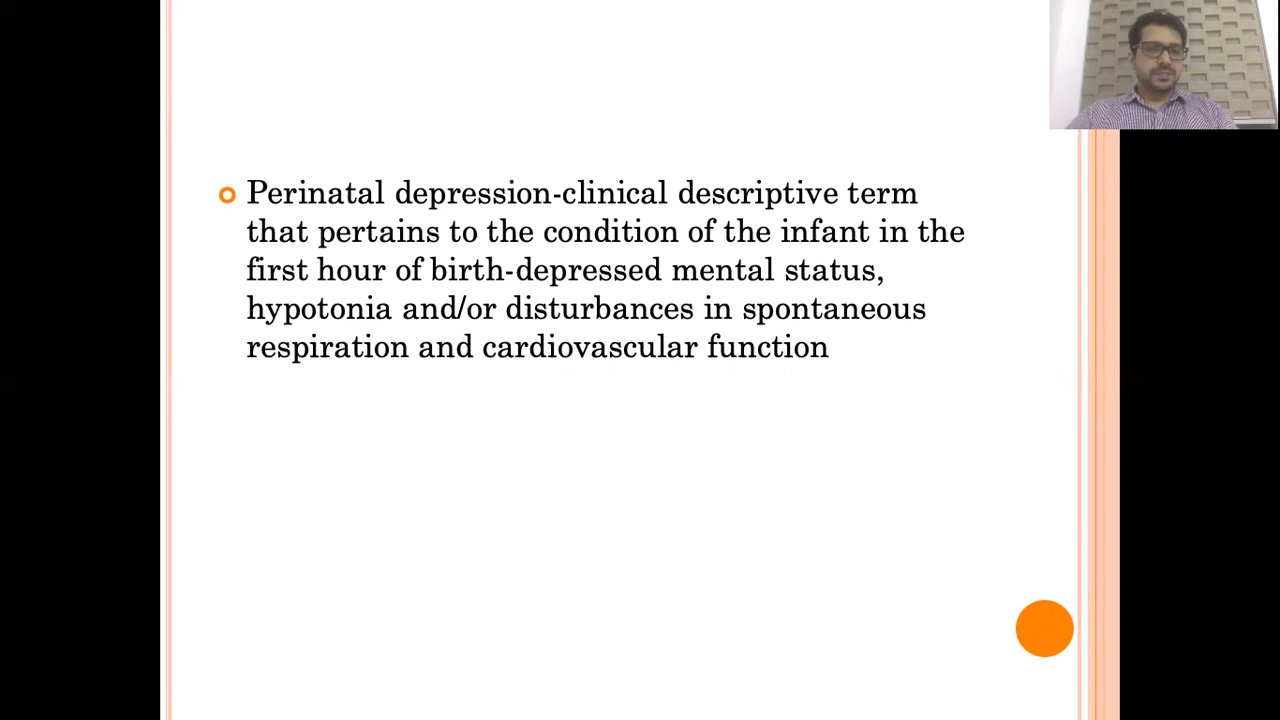 Perinatal depression-clinical descriptive term
that pertains to the condition of the infant in the
first hour of birth-depressed mental status,
hypotonia and/or disturbances in spontaneous
respiration and cardiovascular function